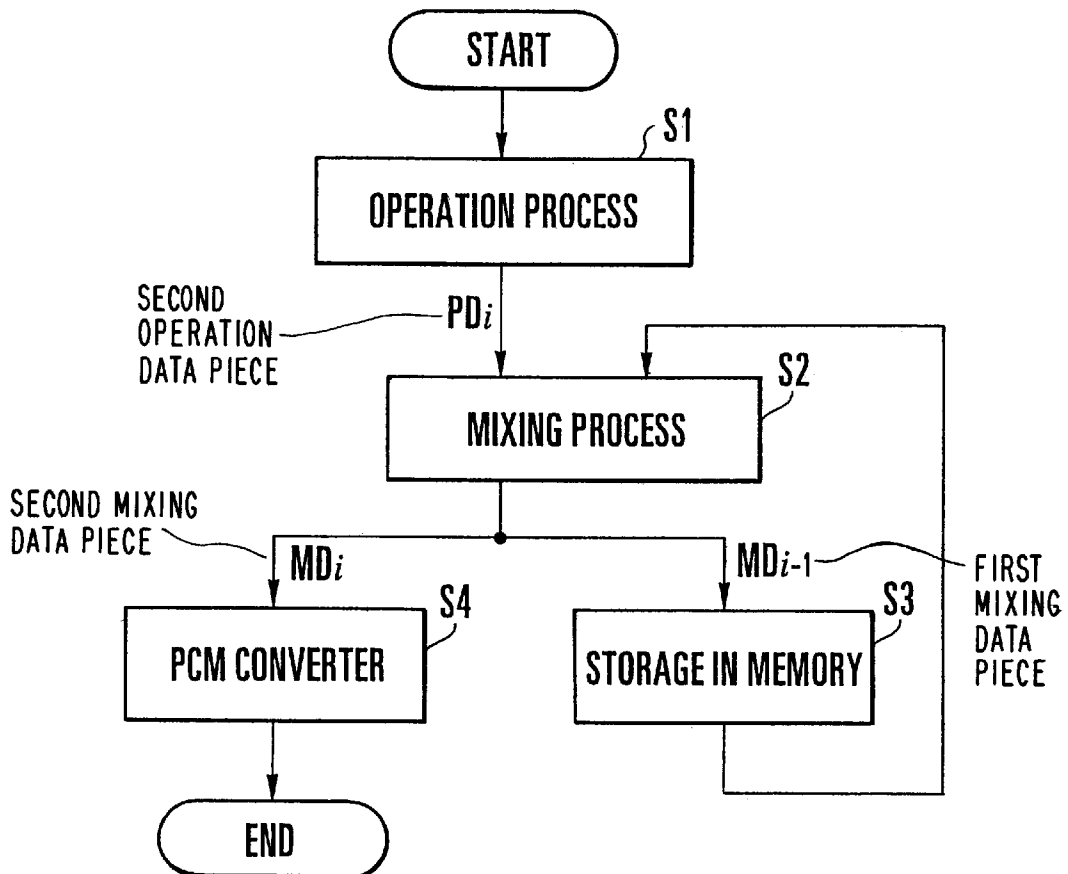 START
S1
OPERATION PROCESS
SECOND
OPERATION
DATA PIECE
PDi
S2
MIXING PROCESS
SECOND MIXING
DATA PIECE
MDi
MDi-1
FIRST
MIXING
DATA
PIECE
S4
PCM CONVERTER
S3
STORAGE IN MEMORY
END